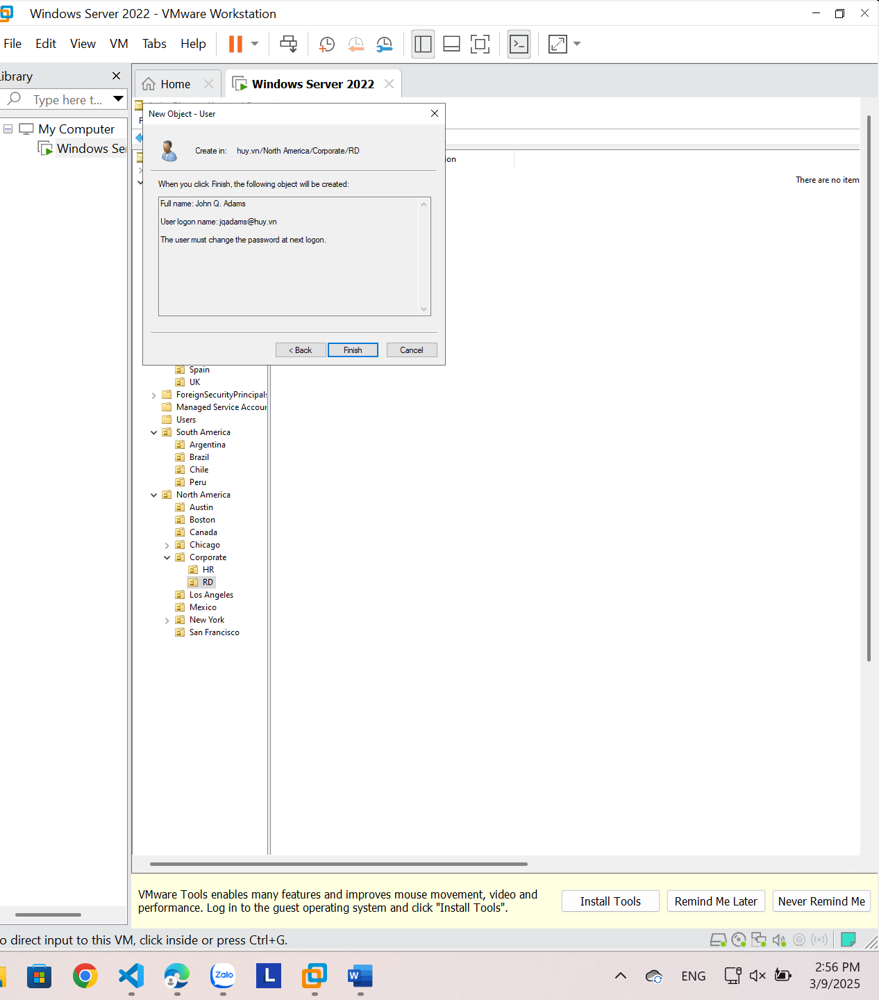 Windows Server 2022 - VMware Workstation
File Edit View VM Tabs Help
Library
Type here t...
My Computer
Windows Se
Home
Windows Server 2022
New Object - User
Create in: huy.vn/North America/Corporate/RD
When you click Finish, the following object will be created:
Full name: John Q. Adams
User logon name: jqadams@huy.vn
The user must change the password at next logon.
< Back Finish Cancel
ion
There are no item
Spain
UK
ForeignSecurityPrincipals
Managed Service Accour
Users
South America
Argentina
Brazil
Chile
Peru
North America
Austin
Boston
Canada
Chicago
Corporate
HR
RD
Los Angeles
Mexico
New York
San Francisco
VMware Tools enables many features and improves mouse movement, video and
performance. Log in to the guest operating system and click "Install Tools".
Install Tools Remind Me Later Never Remind Me
o direct input to this VM, click inside or press Ctrl+G.
Zalo
L
W
ENG
2:56 PM
3/9/2025